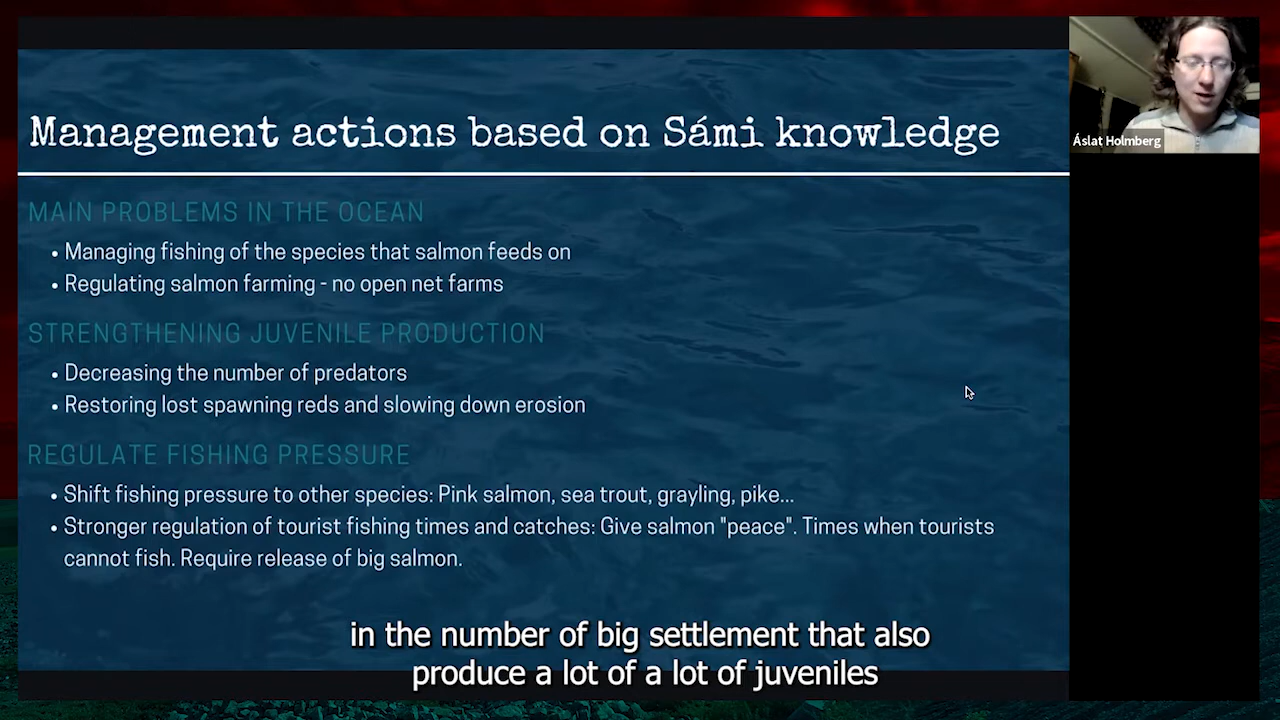 Management actions based on Sámi knowledge
Áslat Holmberg
MAIN PROBLEMS IN THE OCEAN
• Managing fishing of the species that salmon feeds on
• Regulating salmon farming - no open net farms
STRENGTHENING JUVENILE PRODUCTION
• Decreasing the number of predators
• Restoring lost spawning reds and slowing down erosion
REGULATE FISHING PRESSURE
• Shift fishing pressure to other species: Pink salmon, sea trout, grayling, pike...
• Stronger regulation of tourist fishing times and catches: Give salmon "peace". Times when tourists
cannot fish. Require release of big salmon.
in the number of big settlement that also
produce a lot of a lot of juveniles